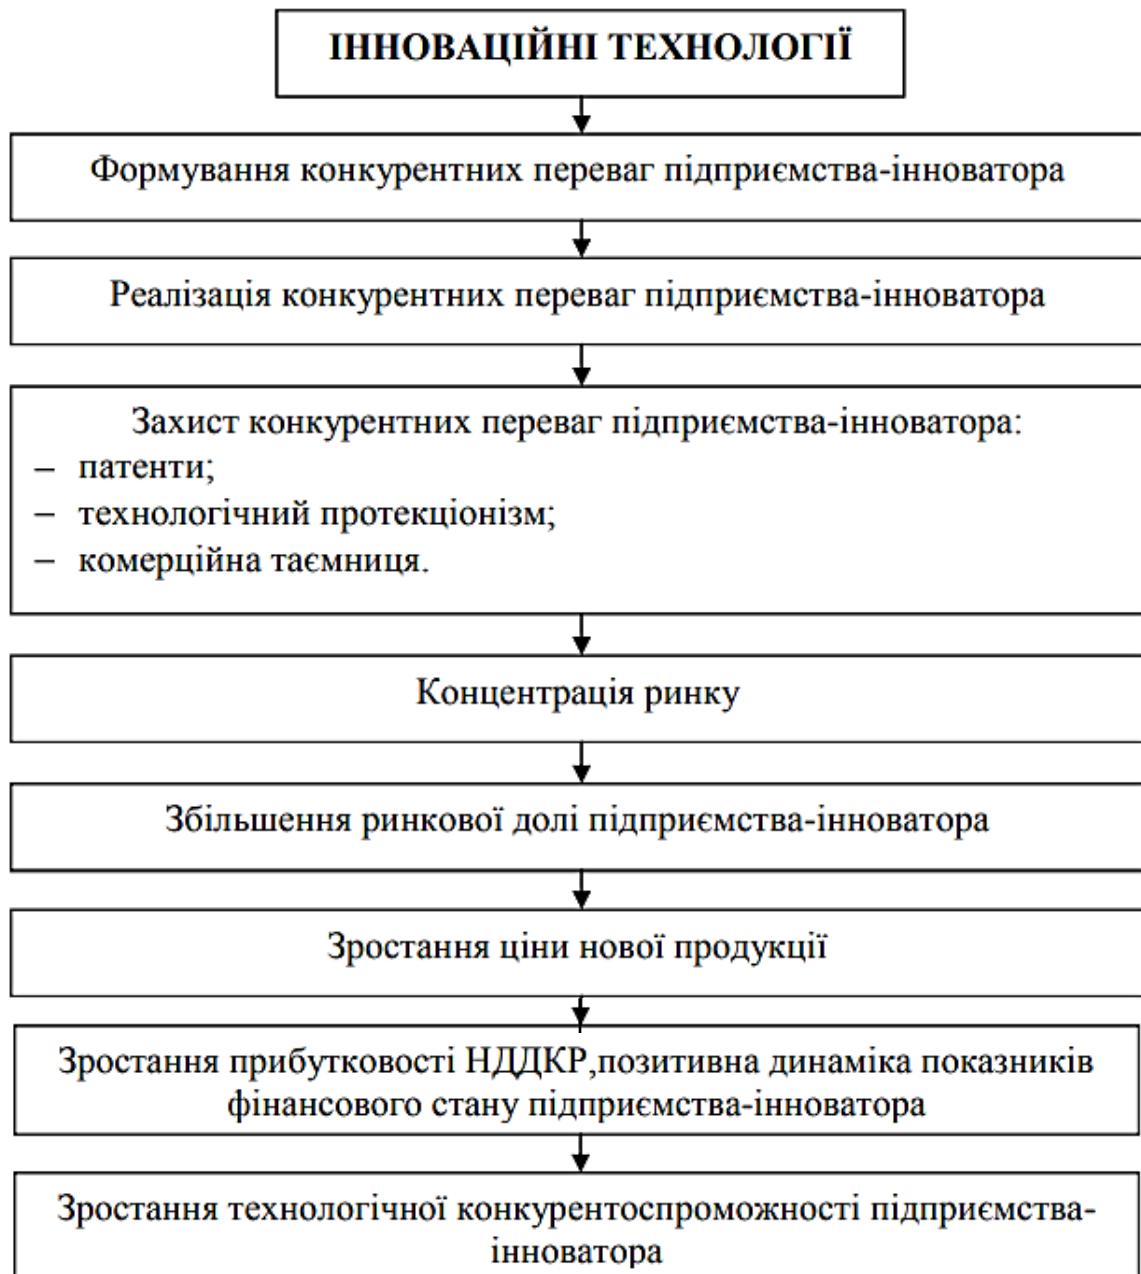 ІННОВАЦІЙНІ ТЕХНОЛОГІЇ
Формування конкурентних переваг підприємства-інноватора
Реалізація конкурентних переваг підприємства-інноватора
Захист конкурентних переваг підприємства-інноватора:
– патенти;
– технологічний протекціонізм;
– комерційна таємниця.
Концентрація ринку
Збільшення ринкової долі підприємства-інноватора
Зростання ціни нової продукції
Зростання прибутковості НДДКР,позитивна динаміка показників
фінансового стану підприємства-інноватора
Зростання технологічної конкурентоспроможності підприємства-
інноватора